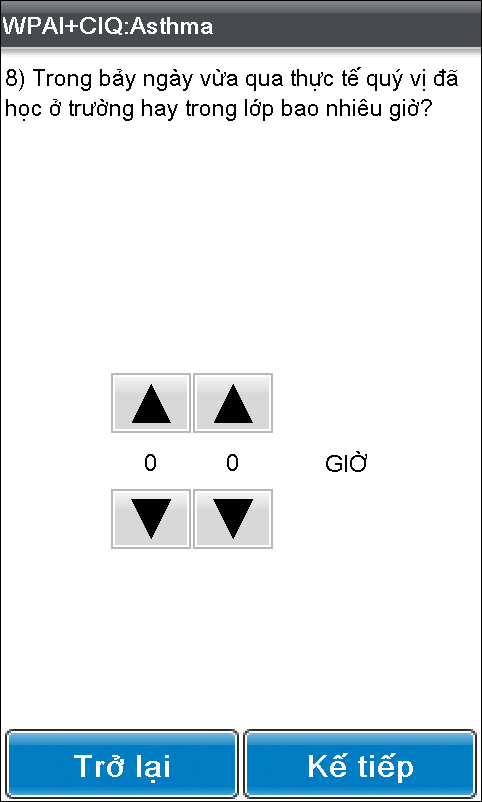 WPAI+CIQ:Asthma
8) Trong bảy ngày vừa qua thực tế quý vị đã
học ở trường hay trong lớp bao nhiêu giờ?
0 0 GIỜ
Trở lại Kế tiếp